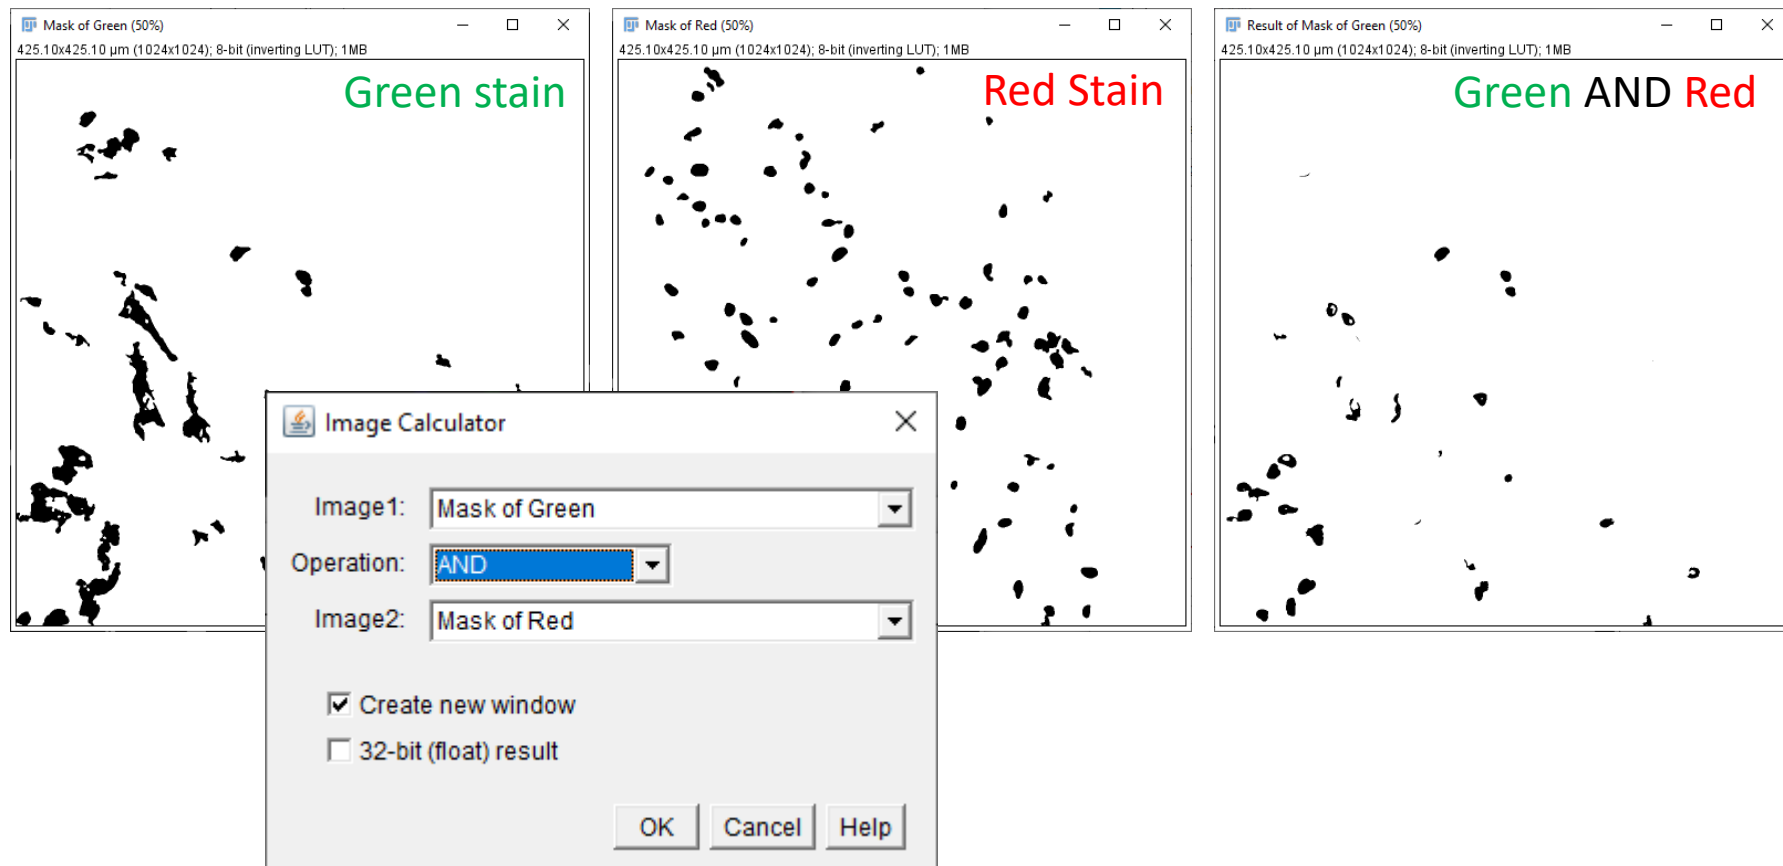 Mask of Green (50%)
425.10x425.10 µm (1024x1024); 8-bit (inverting LUT); 1MB
Green stain
Mask of Red (50%)
425.10x425.10 µm (1024x1024); 8-bit (inverting LUT); 1MB
Red Stain
Result of Mask of Green (50%)
425.10x425.10 µm (1024x1024); 8-bit (inverting LUT); 1MB
Green AND Red
Image Calculator
Image1: Mask of Green
Operation: AND
Image2: Mask of Red
Create new window
32-bit (float) result
OK Cancel Help